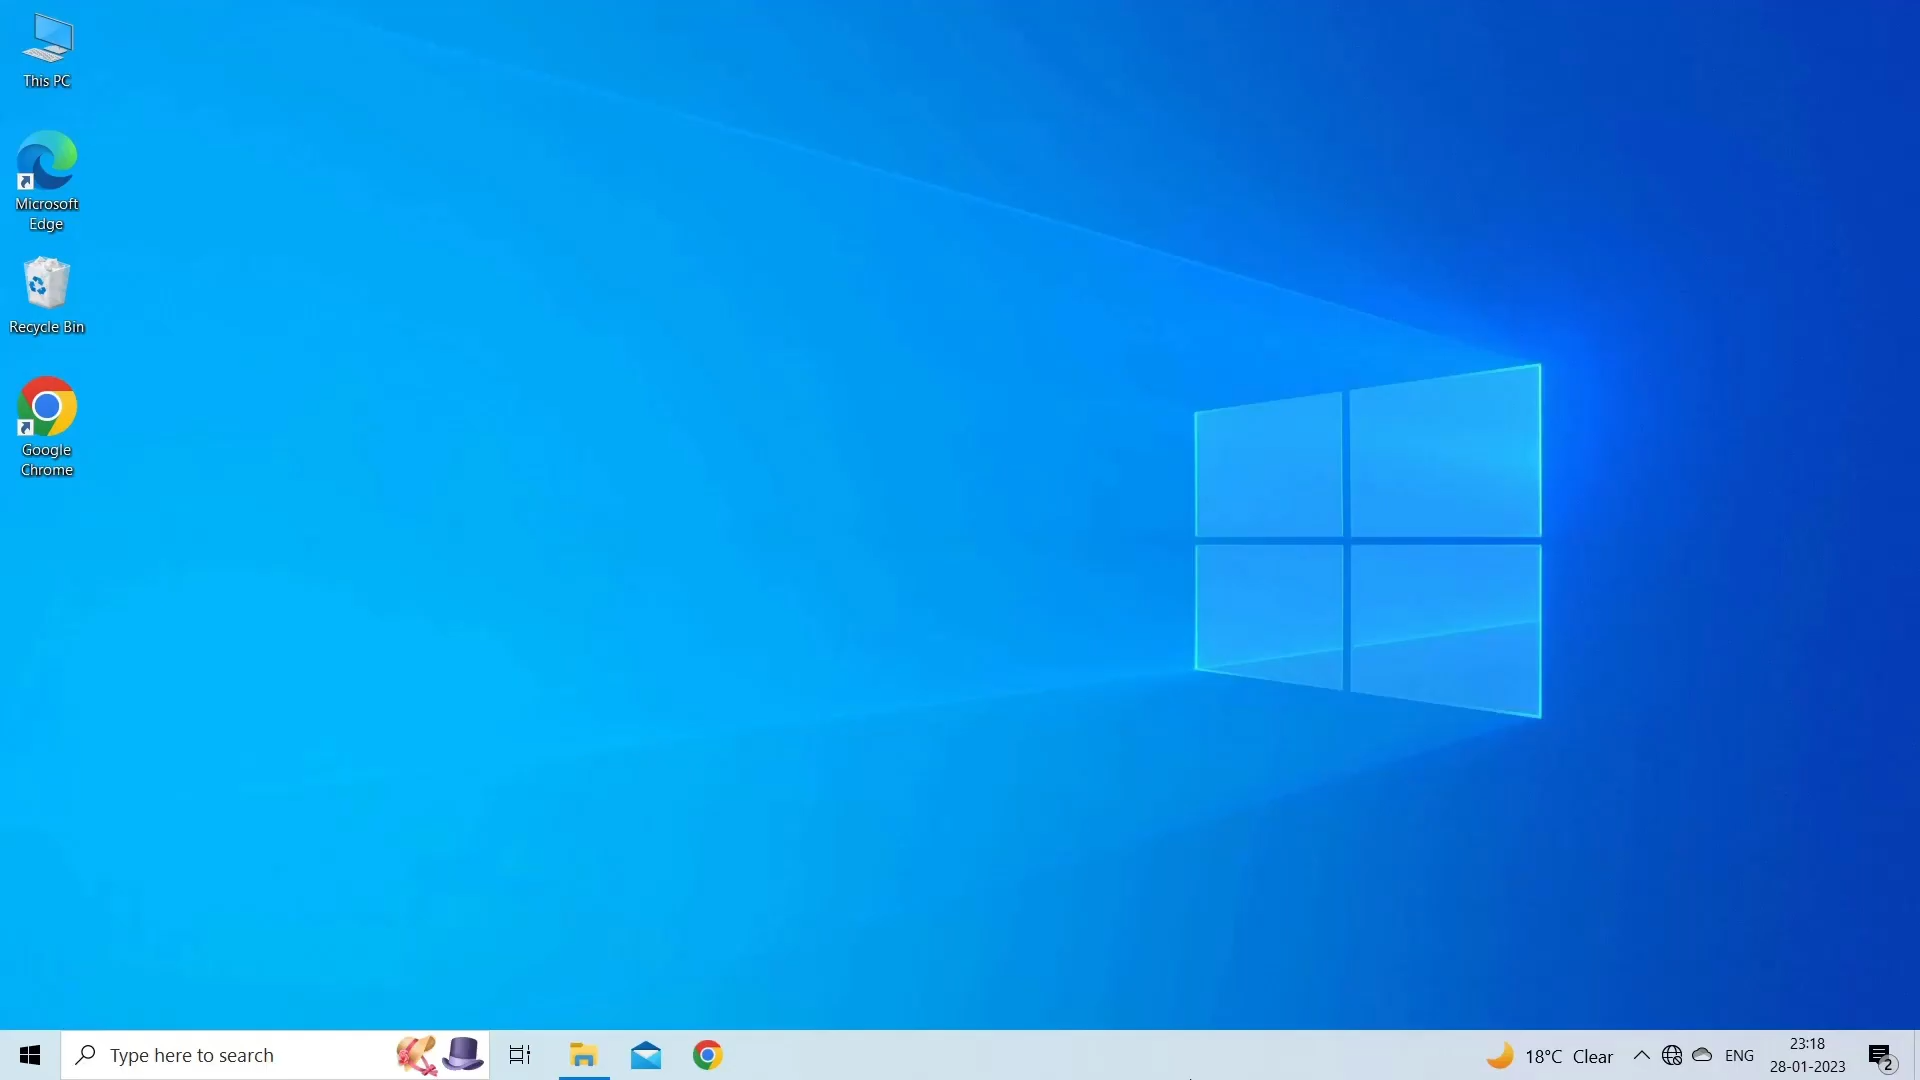 This PC
Microsoft
Edge
Recycle Bin
Google
Chrome
Type here to search
18°C Clear
ENG
23:18
28-01-2023
2